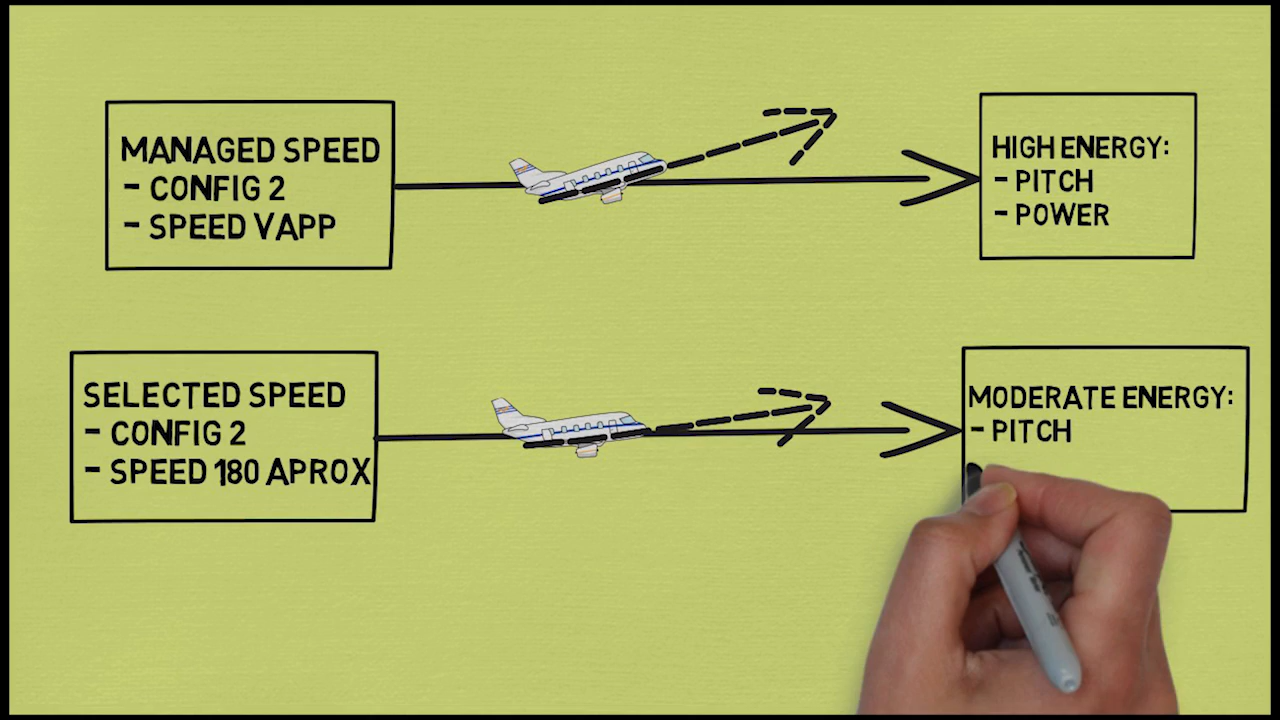 MANAGED SPEED
- CONFIG 2
- SPEED VAPP
HIGH ENERGY:
- PITCH
- POWER
SELECTED SPEED
- CONFIG 2
- SPEED 180 APROX
MODERATE ENERGY:
- PITCH